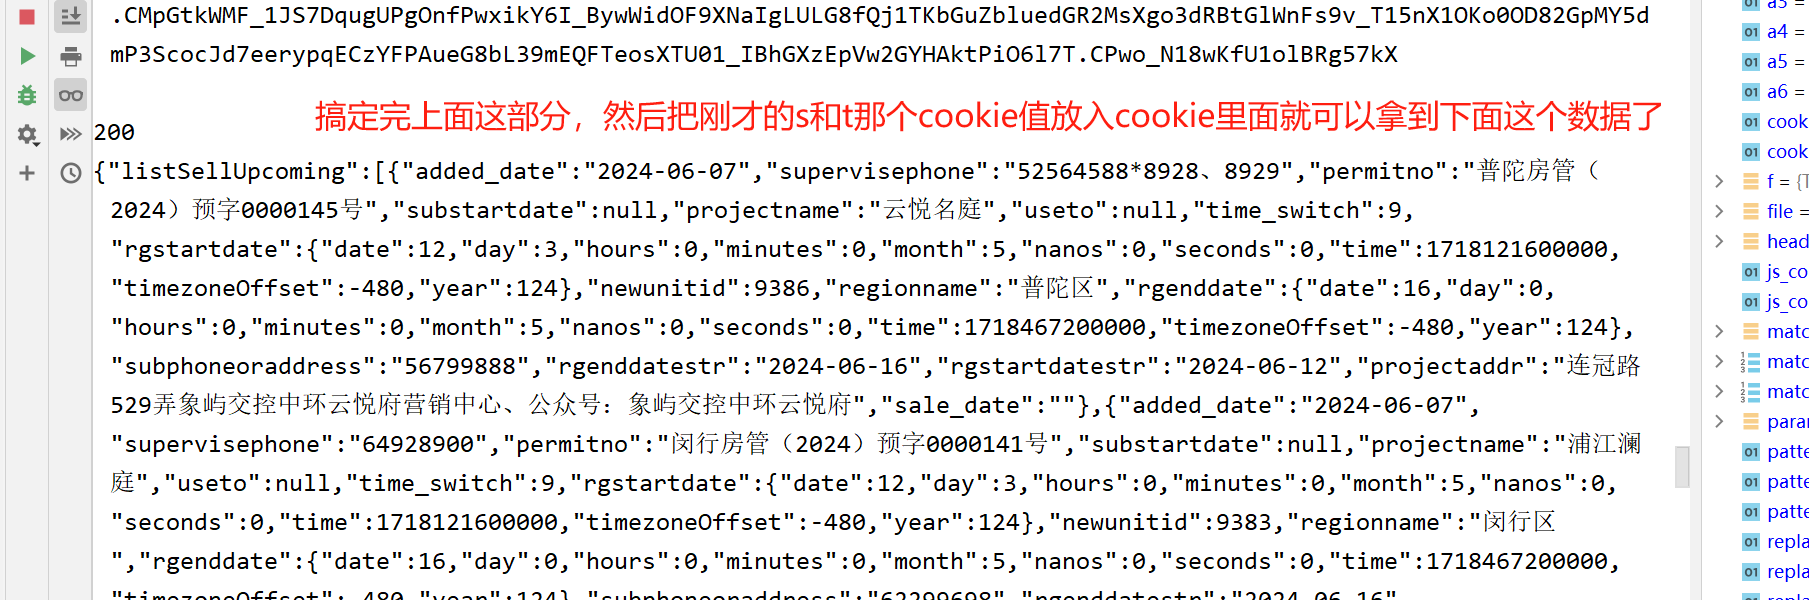 .CMpGtkWMF_1JS7DqugUPgOnfPwxikY6I_BywWidOF9XNaIgLULG8fQj1TKbGuZbluedGR2MsXgo3dRBtGlWnFs9v_T15nX1OKo0OD82GpMY5d
mP3ScocJd7eerypqECzYFPAueG8bL39mEQFTeosXTU01_IBhGXzEpVw2GYHAktPiO6l7T.CPwo_N18wKfU1olBRg57kX
搞定完上面这部分，然后把刚才的s和t那个cookie值放入cookie里面就可以拿到下面这个数据了
200
{"listSellUpcoming":[{"added_date":"2024-06-07","supervisephone":"52564588*8928、8929","permitno":"普陀房管（
2024）预字0000145号","substartdate":null,"projectname":"云悦名庭","useto":null,"time_switch":9,
"rgstartdate":{"date":12,"day":3,"hours":0,"minutes":0,"month":5,"nanos":0,"seconds":0,"time":1718121600000,
"timezoneOffset":-480,"year":124},"newunitid":9386,"regionname":"普陀区","rgenddate":{"date":16,"day":0,
"hours":0,"minutes":0,"month":5,"nanos":0,"seconds":0,"time":1718467200000,"timezoneOffset":-480,"year":124},
"subphoneoraddress":"56799888","rgenddatestr":"2024-06-16","rgstartdatestr":"2024-06-12","projectaddr":"连冠路
529弄象屿交控中环云悦府营销中心、公众号：象屿交控中环云悦府","sale_date":""},{"added_date":"2024-06-07",
"supervisephone":"64928900","permitno":"闵行房管（2024）预字0000141号","substartdate":null,"projectname":"浦江澜
庭","useto":null,"time_switch":9,"rgstartdate":{"date":12,"day":3,"hours":0,"minutes":0,"month":5,"nanos":0,
"seconds":0,"time":1718121600000,"timezoneOffset":-480,"year":124},"newunitid":9383,"regionname":"闵行区
","rgenddate":{"date":16,"day":0,"hours":0,"minutes":0,"month":5,"nanos":0,"seconds":0,"time":1718467200000,
a4 =
a5 =
a6 =
cook
cook
f = {T
file =
head
js_co
js_co
matc
matc
matc
parar
patte
patte
patte
repla
repla